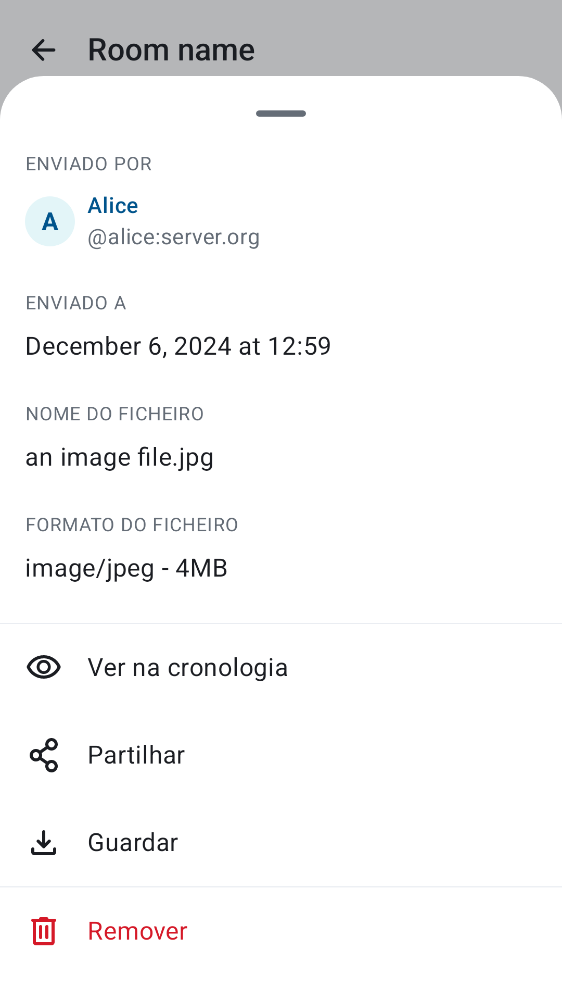 Room name
ENVIADO POR
A
Alice
@alice:server.org
ENVIADO A
December 6, 2024 at 12:59
NOME DO FICHEIRO
an image file.jpg
FORMATO DO FICHEIRO
image/jpeg - 4MB
Ver na cronologia
Partilhar
Guardar
Remover